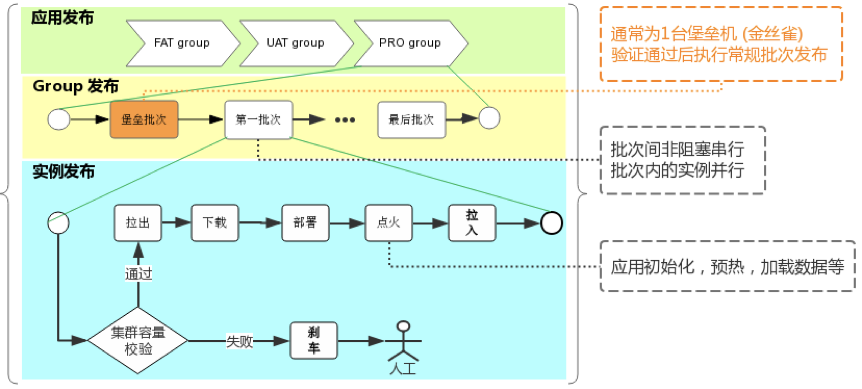 应用发布
FAT group
UAT group
PRO group
通常为1台堡垒机 (金丝雀)
验证通过后执行常规批次发布
Group 发布
堡垒批次
第一批次
最后批次
批次间非阻塞串行
批次内的实例并行
实例发布
拉出
下载
部署
点火
拉
入
应用初始化，预热，加载数据等
通过
集群容量
校验
失败
刹
车
人工